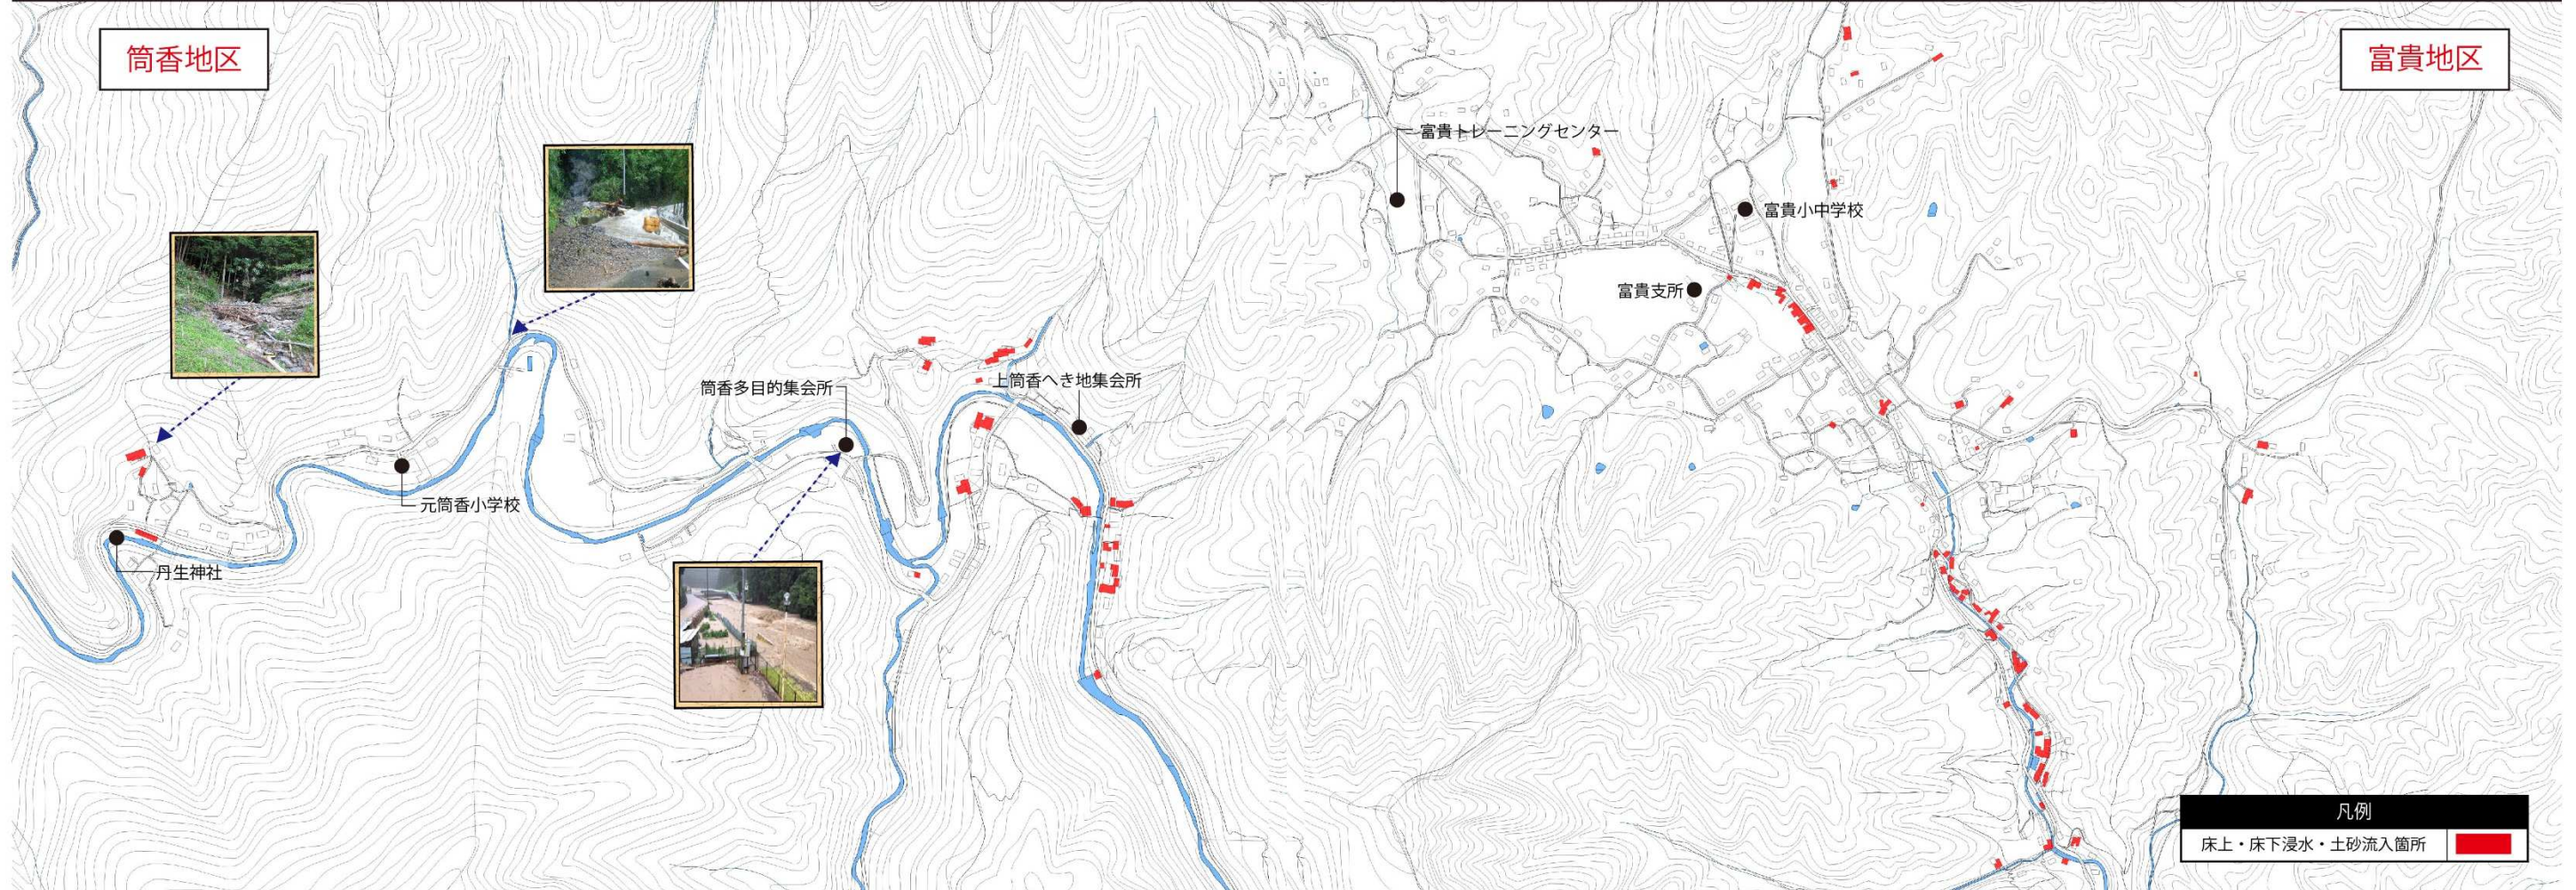 筒香地区
富貴地区
富貴トレーニングセンター
富貴小中学校
富貴支所
筒香多目的集会所
上筒香へき地集会所
元筒香小学校
丹生神社
凡例
床上・床下浸水・土砂流入箇所